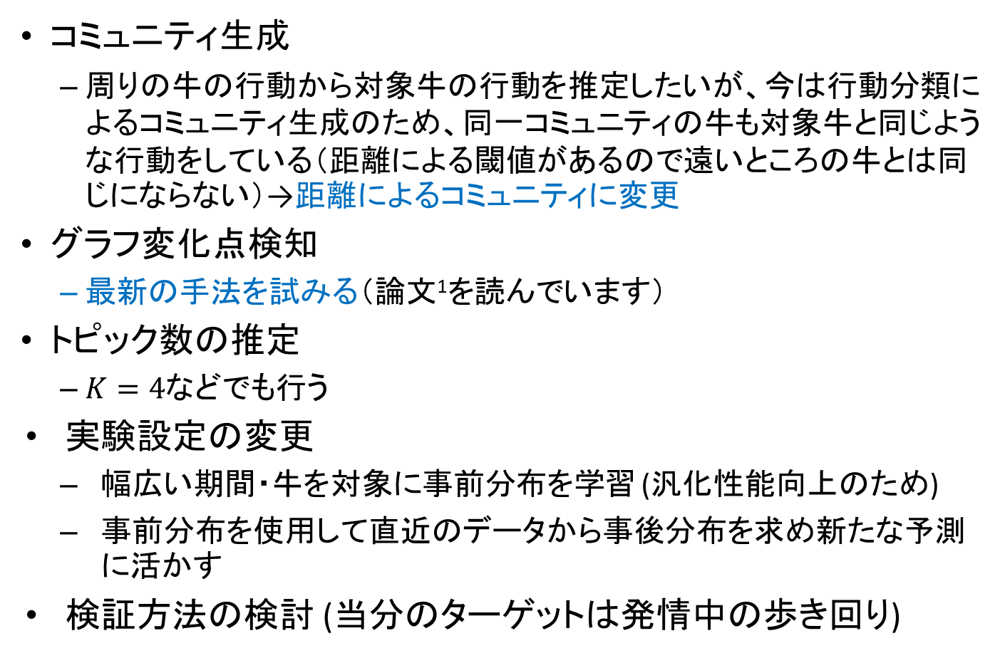 • コミュニティ生成
– 周りの牛の行動から対象牛の行動を推定したいが、今は行動分類に
よるコミュニティ生成のため、同一コミュニティの牛も対象牛と同じよう
な行動をしている（距離による閾値があるので遠いところの牛とは同
じにならない）→距離によるコミュニティに変更
• グラフ変化点検知
– 最新の手法を試みる（論文¹を読んでいます）
• トピック数の推定
– K = 4などでも行う
• 実験設定の変更
– 幅広い期間・牛を対象に事前分布を学習 (汎化性能向上のため)
– 事前分布を使用して直近のデータから事後分布を求め新たな予測
に活かす
• 検証方法の検討 (当分のターゲットは発情中の歩き回り)